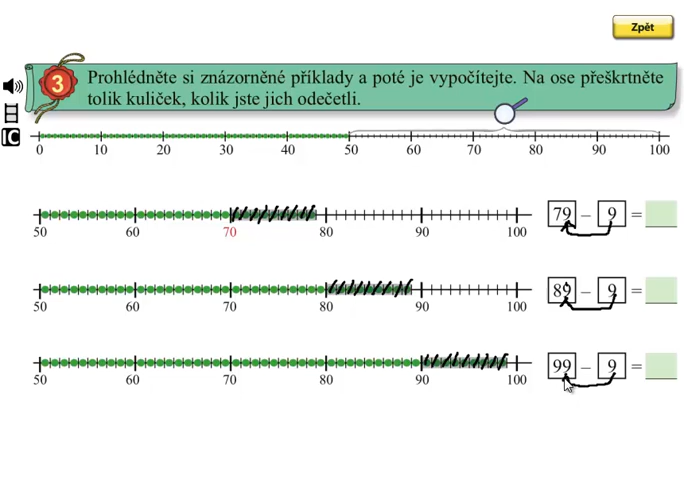 Zpět
3 Prohlédněte si znázorněné příklady a poté je vypočítejte. Na ose přeškrtněte
tolik kuliček, kolik jste jich odečetli.
IC
0 10 20 30 40 50 60 70 80 90 100
79 – 9 =
50 60 70 80 90 100
89 – 9 =
50 60 70 80 90 100
99 – 9 =
50 60 70 80 90 100